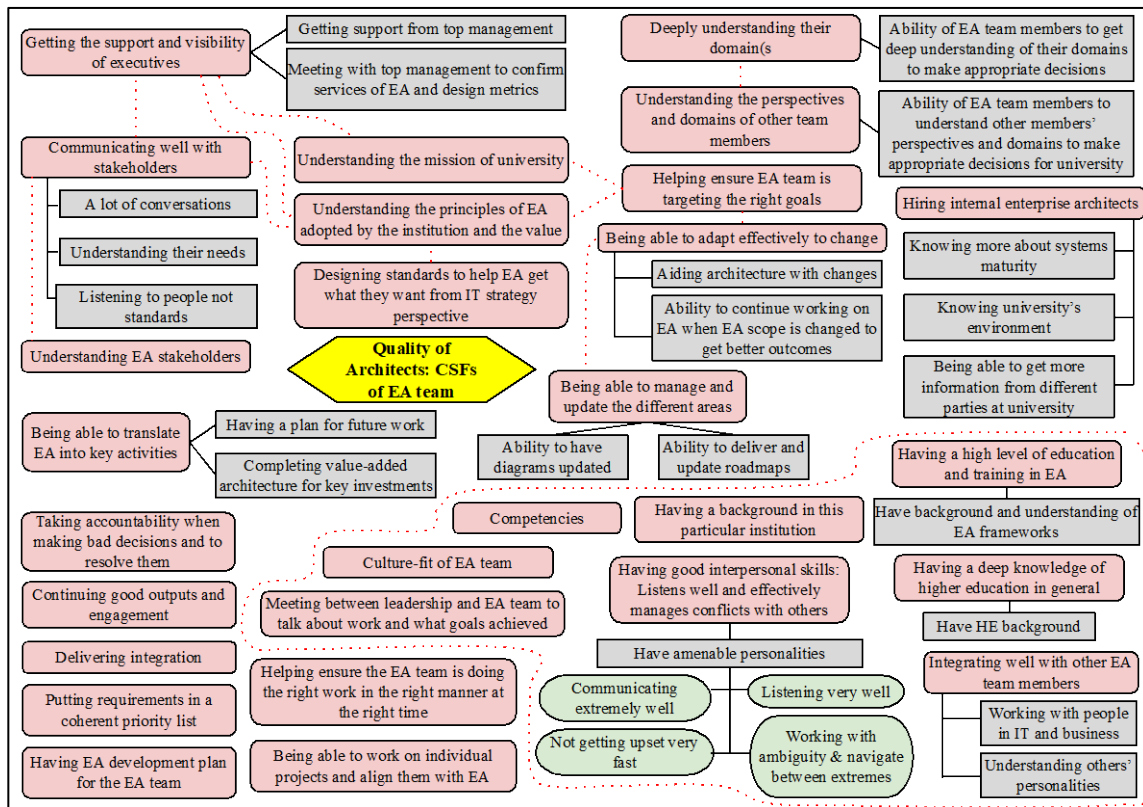 Getting the support and visibility
of executives
Getting support from top management
Meeting with top management to confirm
services of EA and design metrics
Deeply understanding their
domain(s
Ability of EA team members to get
deep understanding of their domains
to make appropriate decisions
Understanding the perspectives
and domains of other team
members
Ability of EA team members to
understand other members'
perspectives and domains to make
appropriate decisions for university
Communicating well with
stakeholders
A lot of conversations
Understanding their needs
Listening to people not
standards
Understanding EA stakeholders
Understanding the mission of university
Understanding the principles of EA
adopted by the institution and the value
Designing standards to help EA get
what they want from IT strategy
perspective
Helping ensure EA team is
targeting the right goals
Being able to adapt effectively to change
Aiding architecture with changes
Ability to continue working on
EA when EA scope is changed to
get better outcomes
Hiring internal enterprise architects
Knowing more about systems
maturity
Knowing university's
environment
Being able to get more
information from different
parties at university
Quality of
Architects: CSFs
of EA team
Being able to manage and
update the different areas
Ability to have
diagrams updated
Ability to deliver and
update roadmaps
Being able to translate
EA into key activities
Having a plan for future work
Completing value-added
architecture for key investments
Having a high level of education
and training in EA
Have background and understanding of
EA frameworks
Competencies
Having a background in this
particular institution
Taking accountability when
making bad decisions and to
resolve them
Continuing good outputs and
engagement
Delivering integration
Putting requirements in a
coherent priority list
Having EA development plan
for the EA team
Culture-fit of EA team
Meeting between leadership and EA team to
talk about work and what goals achieved
Helping ensure the EA team is doing
the right work in the right manner at
the right time
Being able to work on individual
projects and align them with EA
Having good interpersonal skills:
Listens well and effectively
manages conflicts with others
Have amenable personalities
Communicating
extremely well
Listening very well
Not getting upset very
fast
Working with
ambiguity & navigate
between extremes
Having a deep knowledge of
higher education in general
Have HE background
Integrating well with other EA
team members
Working with people
in IT and business
Understanding others'
personalities